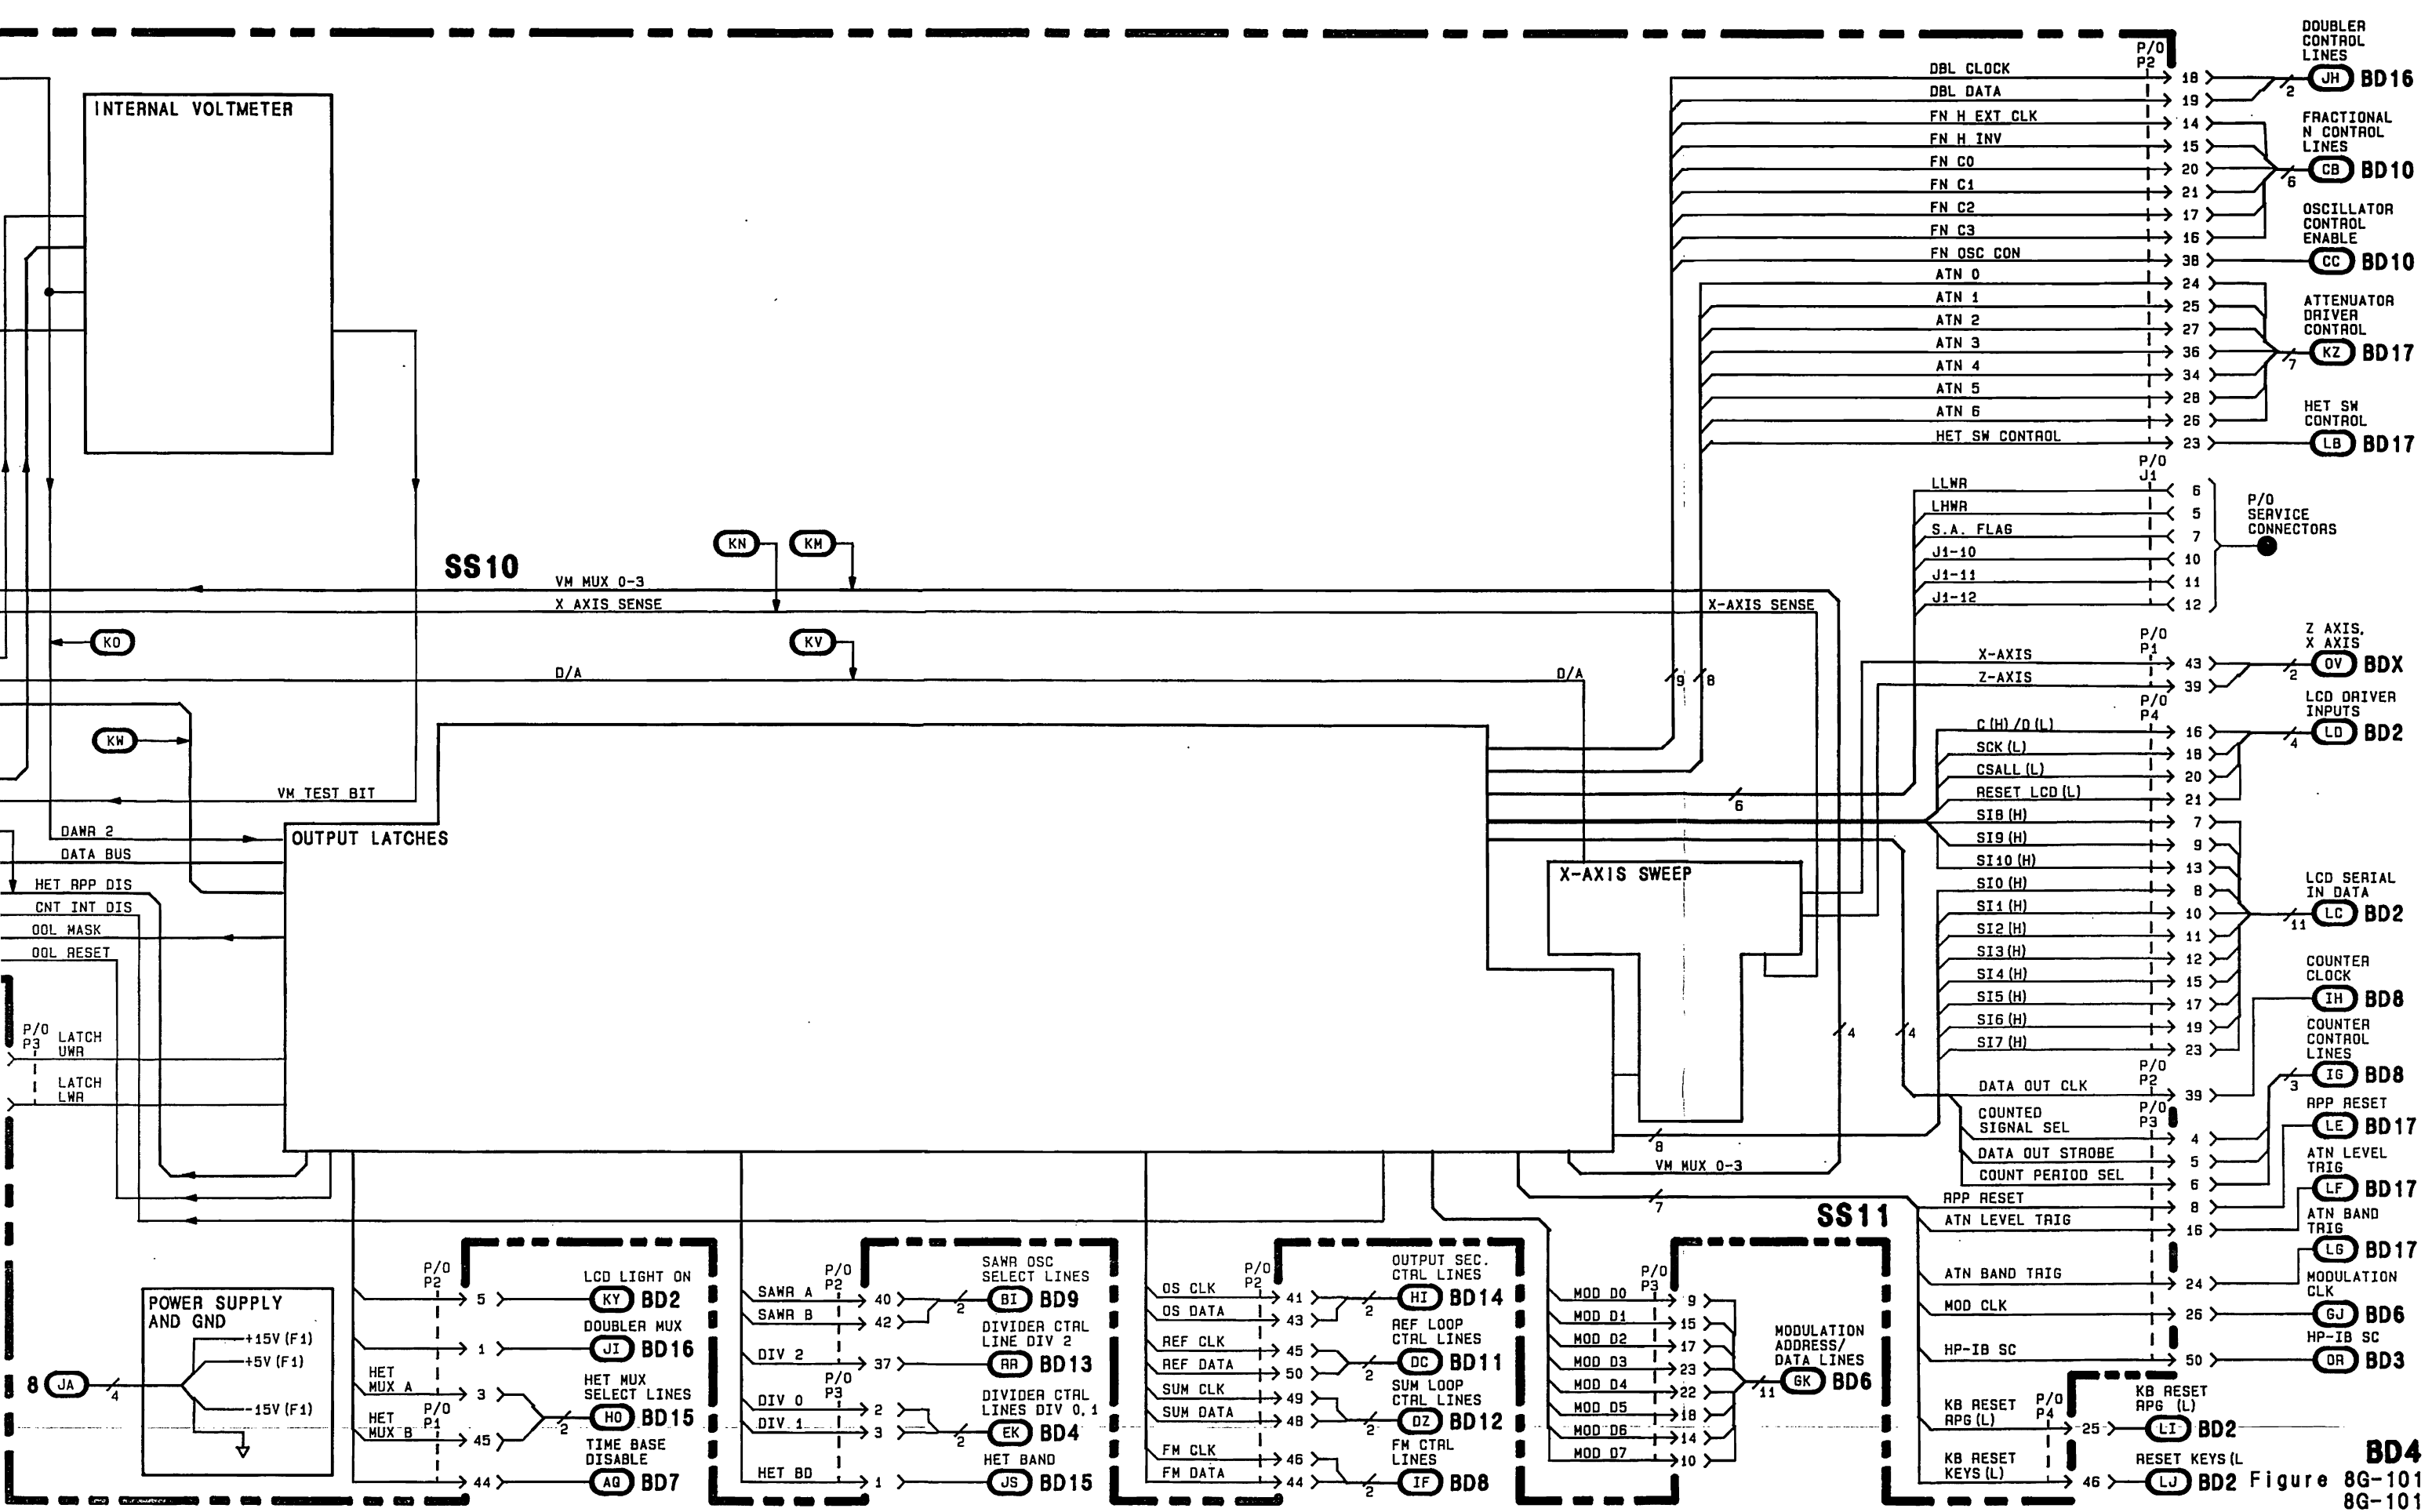 DOUBLER
CONTROL
LINES
P/O
P2
DBL CLOCK
18
JH BD16
2
DBL DATA
19
FN H EXT CLK
14
FRACTIONAL
N CONTROL
LINES
FN H INV
15
FN C0
20
CB BD10
6
FN C1
21
FN C2
17
OSCILLATOR
CONTROL
ENABLE
FN C3
16
FN OSC CON
38
CC BD10
ATN 0
24
ATN 1
25
ATTENUATOR
DRIVER
CONTROL
ATN 2
27
ATN 3
36
KZ BD17
7
ATN 4
34
ATN 5
28
ATN 6
26
HET SW
CONTROL
HET SW CONTROL
23
LB BD17
INTERNAL VOLTMETER
P/O
J1
LLWR
6
LHWR
5
S.A. FLAG
7
J1-10
10
J1-11
11
J1-12
12
P/O
SERVICE
CONNECTORS
KN
KM
SS10
VM MUX 0-3
X AXIS SENSE
X-AXIS SENSE
KO
KV
D/A
D/A
9
8
P/O
P1
X-AXIS
43
Z-AXIS
39
Z AXIS,
X AXIS
OV BDX
2
P/O
P4
LCD DRIVER
INPUTS
C(H)/D(L)
16
LD BD2
4
SCK(L)
18
CSALL(L)
20
RESET LCD(L)
21
SI8(H)
7
SI9(H)
9
SI10(H)
13
SI0(H)
8
SI1(H)
10
SI2(H)
11
SI3(H)
12
SI4(H)
15
SI5(H)
17
SI6(H)
19
SI7(H)
23
LCD SERIAL
IN DATA
LC BD2
11
KW
VM TEST BIT
6
DAWR 2
OUTPUT LATCHES
DATA BUS
HET RPP DIS
CNT INT DIS
OOL MASK
OOL RESET
X-AXIS SWEEP
4
4
P/O
P3
LATCH
UWR
LATCH
LWR
COUNTER
CLOCK
IH BD8
COUNTER
CONTROL
LINES
IG BD8
3
P/O
P2
DATA OUT CLK
39
P/O
P3
COUNTED
SIGNAL SEL
4
DATA OUT STROBE
5
COUNT PERIOD SEL
6
RPP RESET
8
ATN LEVEL TRIG
16
ATN BAND TRIG
24
MOD CLK
26
HP-IB SC
50
RPP RESET
LE BD17
ATN LEVEL
TRIG
LF BD17
ATN BAND
TRIG
LG BD17
MODULATION
CLK
GJ BD6
HP-IB SC
OR BD3
8
VM MUX 0-3
7
SS11
POWER SUPPLY
AND GND
+15V(F1)
+5V(F1)
-15V(F1)
8 JA
4
P/O
P2
LCD LIGHT ON
5
KY BD2
DOUBLER MUX
1
JI BD16
HET
MUX A
3
HET MUX
SELECT LINES
HO BD15
2
HET
MUX B
P/O
P1
45
TIME BASE
DISABLE
44
AQ BD7
P/O
P2
SAWR OSC
SELECT LINES
SAWR A
40
BI BD9
2
SAWR B
42
DIVIDER CTRL
LINE DIV 2
DIV 2
37
RR BD13
P/O
P3
DIVIDER CTRL
LINES DIV 0,1
DIV 0
2
DIV 1
3
EK BD4
2
HET BAND
HET BD
1
JS BD15
P/O
P2
OUTPUT SEC.
CTRL LINES
OS CLK
41
HI BD14
2
OS DATA
43
REF LOOP
CTRL LINES
REF CLK
45
DC BD11
2
REF DATA
50
SUM LOOP
CTRL LINES
SUM CLK
49
DZ BD12
2
SUM DATA
48
FM CTRL
LINES
FM CLK
46
IF BD8
2
FM DATA
44
P/O
P3
MOD D0
9
MOD D1
15
MOD D2
17
MOD D3
23
MOD D4
22
MOD D5
18
MOD D6
14
MOD D7
10
MODULATION
ADDRESS/
DATA LINES
GK BD6
11
KB RESET
RPG(L)
P/O
P4
25
KB RESET
RPG (L)
LI BD2
KB RESET
KEYS(L)
46
RESET KEYS(L
LJ BD2
BD4
Figure 8G-101
8G-101